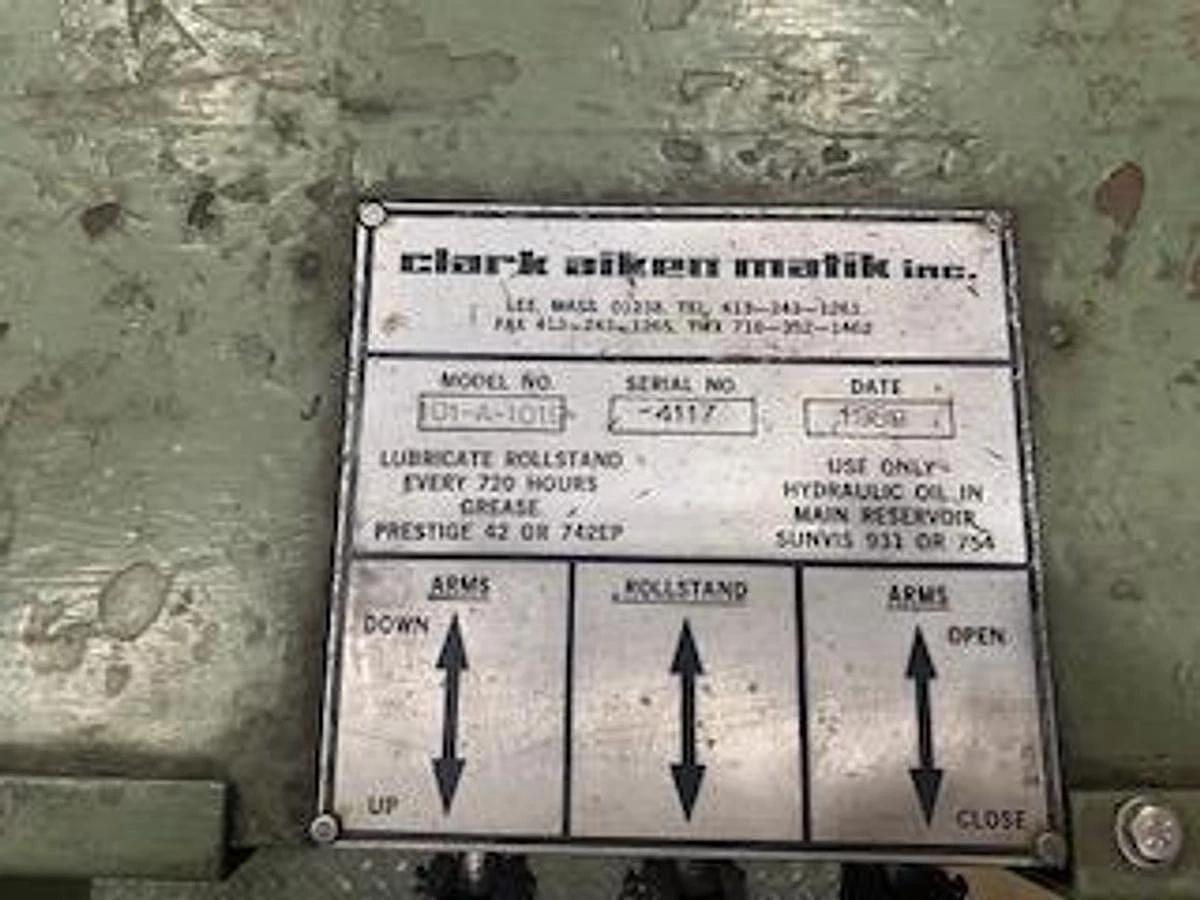 clark aiken matik inc.
LEE, MASS. 01238 TEL. 413-243-1261
FAX 413-243-1265, TWX 710-352-1462
MODEL NO. SERIAL NO. DATE
4117
LUBRICATE ROLLSTAND
EVERY 720 HOURS
GREASE
PRESTIGE 42 OR 742EP
USE ONLY
HYDRAULIC OIL IN
MAIN RESERVOIR
SUNVIS 931 OR 754
ARMS
DOWN
UP
ROLLSTAND
ARMS
OPEN
CLOSE